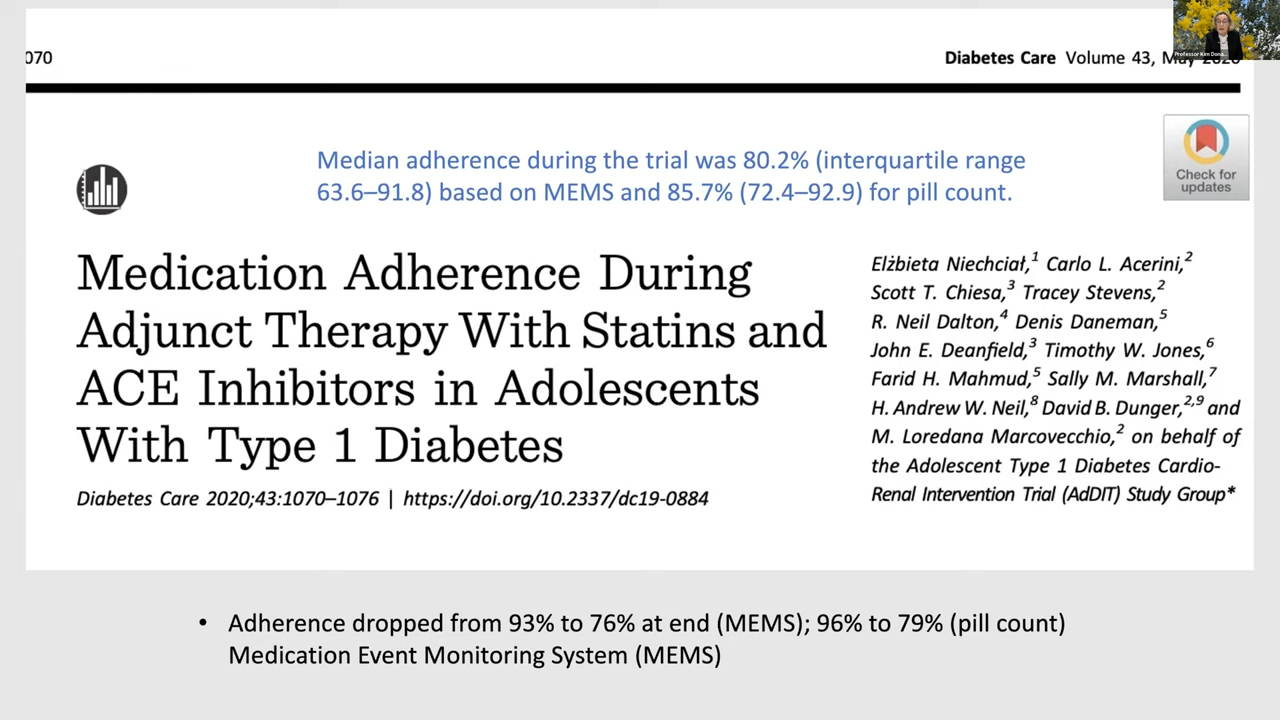 070
Diabetes Care Volume 43, May 2020
Professor Kim Dona...
Median adherence during the trial was 80.2% (interquartile range
63.6–91.8) based on MEMS and 85.7% (72.4–92.9) for pill count.
Check for
updates
Medication Adherence During
Adjunct Therapy With Statins and
ACE Inhibitors in Adolescents
With Type 1 Diabetes
Diabetes Care 2020;43:1070–1076 | https://doi.org/10.2337/dc19-0884
Elżbieta Niechciał,1 Carlo L. Acerini,2
Scott T. Chiesa,3 Tracey Stevens,2
R. Neil Dalton,4 Denis Daneman,5
John E. Deanfield,3 Timothy W. Jones,6
Farid H. Mahmud,5 Sally M. Marshall,7
H. Andrew W. Neil,8 David B. Dunger,2,9 and
M. Loredana Marcovecchio,2 on behalf of
the Adolescent Type 1 Diabetes Cardio-
Renal Intervention Trial (AdDIT) Study Group*
• Adherence dropped from 93% to 76% at end (MEMS); 96% to 79% (pill count)
Medication Event Monitoring System (MEMS)